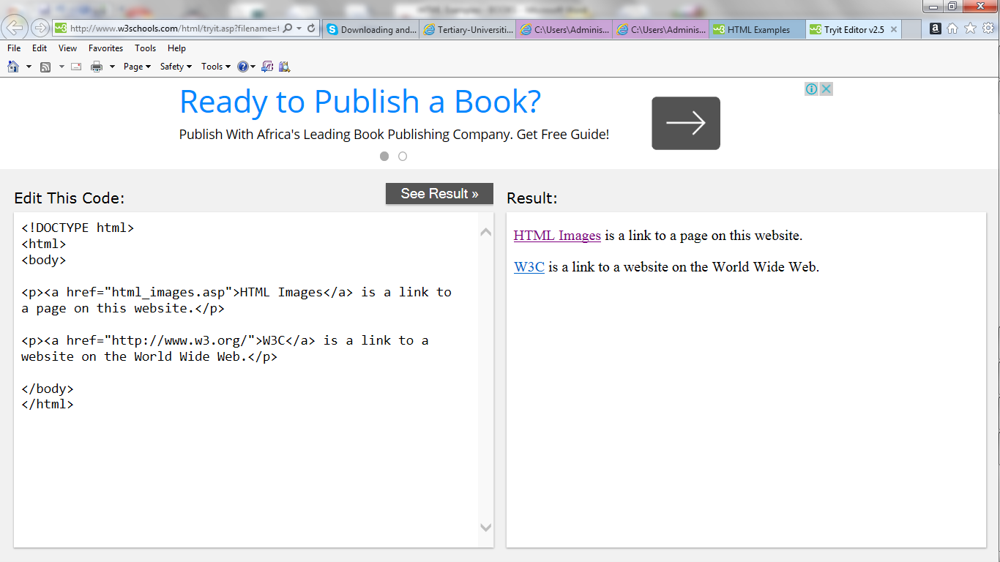 http://www.w3schools.com/html/tryit.asp?filename=t
Downloading and...
Tertiary-Universiti...
C:\Users\Adminis...
C:\Users\Adminis...
HTML Examples
Tryit Editor v2.5
File Edit View Favorites Tools Help
Page Safety Tools
Ready to Publish a Book?
Publish With Africa's Leading Book Publishing Company. Get Free Guide!
Edit This Code:
See Result »
<!DOCTYPE html>
<html>
<body>
<p><a href="html_images.asp">HTML Images</a> is a link to
a page on this website.</p>
<p><a href="http://www.w3.org/">W3C</a> is a link to a
website on the World Wide Web.</p>
</body>
</html>
Result:
HTML Images is a link to a page on this website.
W3C is a link to a website on the World Wide Web.